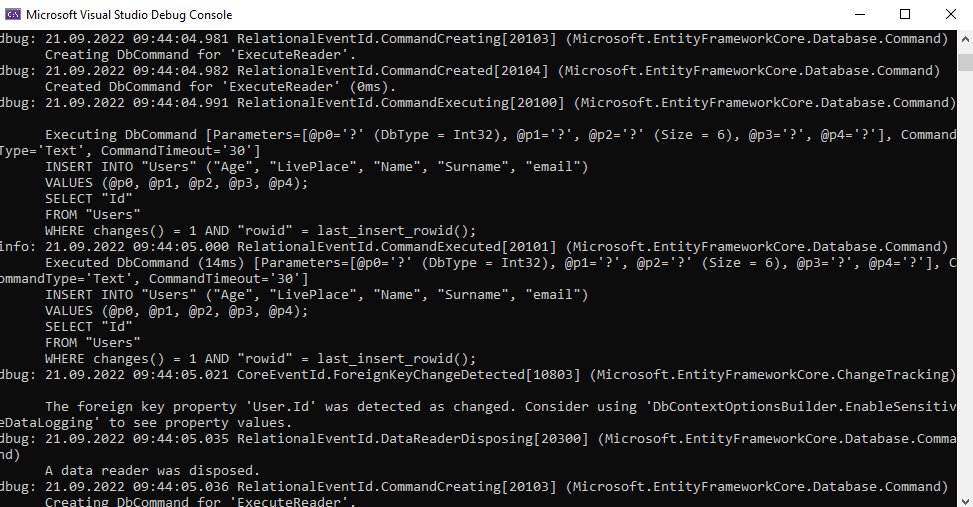 Microsoft Visual Studio Debug Console
dbug: 21.09.2022 09:44:04.981 RelationalEventId.CommandCreating[20103] (Microsoft.EntityFrameworkCore.Database.Command)
Creating DbCommand for 'ExecuteReader'.
dbug: 21.09.2022 09:44:04.982 RelationalEventId.CommandCreated[20104] (Microsoft.EntityFrameworkCore.Database.Command)
Created DbCommand for 'ExecuteReader' (0ms).
dbug: 21.09.2022 09:44:04.991 RelationalEventId.CommandExecuting[20100] (Microsoft.EntityFrameworkCore.Database.Command)
Executing DbCommand [Parameters=[@p0='?' (DbType = Int32), @p1='?', @p2='?' (Size = 6), @p3='?', @p4='?'], Command
Type='Text', CommandTimeout='30']
INSERT INTO "Users" ("Age", "LivePlace", "Name", "Surname", "email")
VALUES (@p0, @p1, @p2, @p3, @p4);
SELECT "Id"
FROM "Users"
WHERE changes() = 1 AND "rowid" = last_insert_rowid();
info: 21.09.2022 09:44:05.000 RelationalEventId.CommandExecuted[20101] (Microsoft.EntityFrameworkCore.Database.Command)
Executed DbCommand (14ms) [Parameters=[@p0='?' (DbType = Int32), @p1='?', @p2='?' (Size = 6), @p3='?', @p4='?'], C
ommandType='Text', CommandTimeout='30']
INSERT INTO "Users" ("Age", "LivePlace", "Name", "Surname", "email")
VALUES (@p0, @p1, @p2, @p3, @p4);
SELECT "Id"
FROM "Users"
WHERE changes() = 1 AND "rowid" = last_insert_rowid();
dbug: 21.09.2022 09:44:05.021 CoreEventId.ForeignKeyChangeDetected[10803] (Microsoft.EntityFrameworkCore.ChangeTracking)
The foreign key property 'User.Id' was detected as changed. Consider using 'DbContextOptionsBuilder.EnableSensitiv
eDataLogging' to see property values.
dbug: 21.09.2022 09:44:05.035 RelationalEventId.DataReaderDisposing[20300] (Microsoft.EntityFrameworkCore.Database.Comma
nd)
A data reader was disposed.
dbug: 21.09.2022 09:44:05.036 RelationalEventId.CommandCreating[20103] (Microsoft.EntityFrameworkCore.Database.Command)
Creating DbCommand for 'ExecuteReader'.